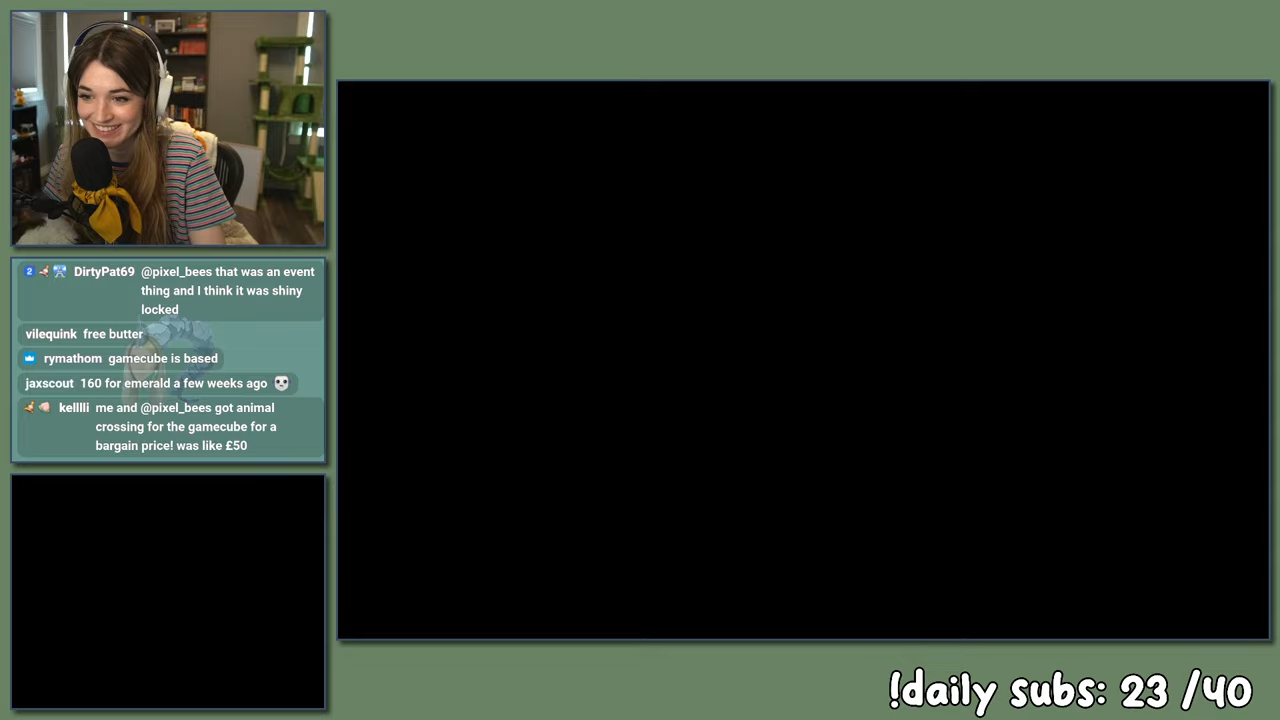 2 DirtyPat69 @pixel_bees that was an event
thing and I think it was shiny
locked
vilequink free butter
rymathom gamecube is based
jaxscout 160 for emerald a few weeks ago
kelllli me and @pixel_bees got animal
crossing for the gamecube for a
bargain price! was like £50
!daily subs: 23 /40